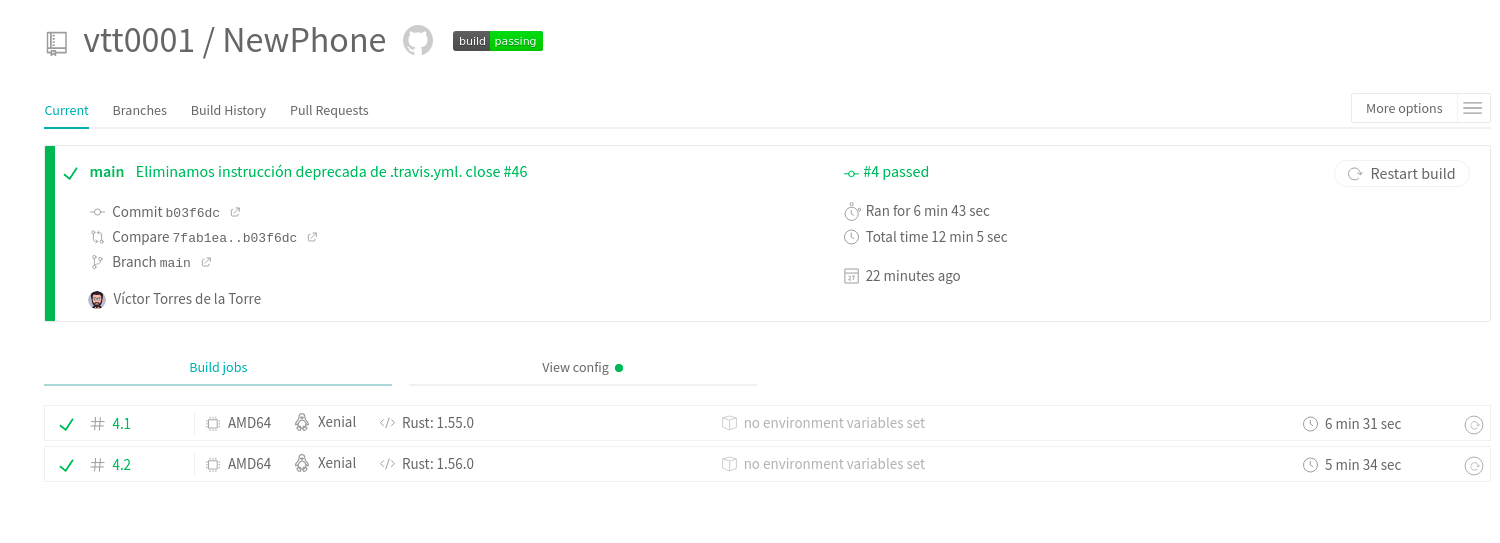 vtt0001 / NewPhone
build passing
Current Branches Build History Pull Requests
More options
main Eliminamos instrucción deprecada de .travis.yml. close #46
Commit b03f6dc
Compare 7fab1ea..b03f6dc
Branch main
Víctor Torres de la Torre
#4 passed
Ran for 6 min 43 sec
Total time 12 min 5 sec
22 minutes ago
Restart build
Build jobs View config
# 4.1 AMD64 Xenial </> Rust: 1.55.0 no environment variables set 6 min 31 sec
# 4.2 AMD64 Xenial </> Rust: 1.56.0 no environment variables set 5 min 34 sec